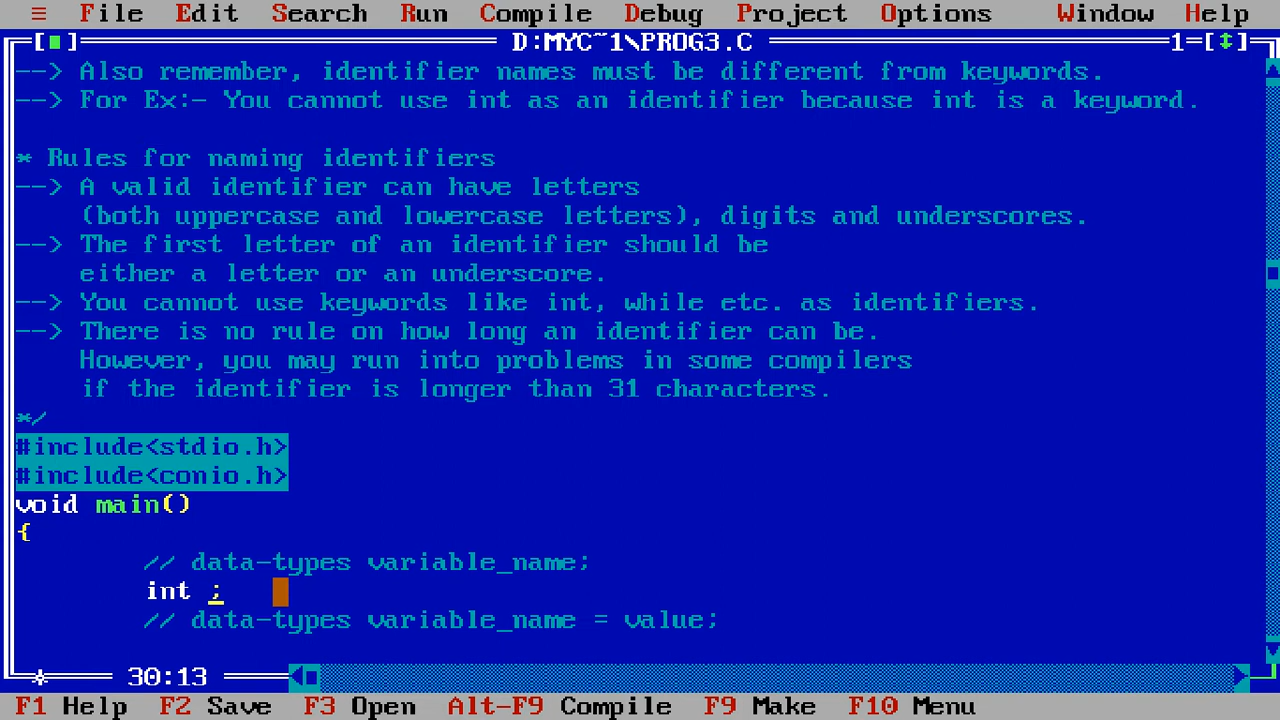 ≡ File Edit Search Run Compile Debug Project Options Window Help
[■] D:MYC~1\PROG3.C 1=[↕]
--> Also remember, identifier names must be different from keywords.
--> For Ex:- You cannot use int as an identifier because int is a keyword.
* Rules for naming identifiers
--> A valid identifier can have letters
(both uppercase and lowercase letters), digits and underscores.
--> The first letter of an identifier should be
either a letter or an underscore.
--> You cannot use keywords like int, while etc. as identifiers.
--> There is no rule on how long an identifier can be.
However, you may run into problems in some compilers
if the identifier is longer than 31 characters.
*/
#include<stdio.h>
#include<conio.h>
void main()
{
// data-types variable_name;
int ;
// data-types variable_name = value;
* 30:13
F1 Help F2 Save F3 Open Alt-F9 Compile F9 Make F10 Menu